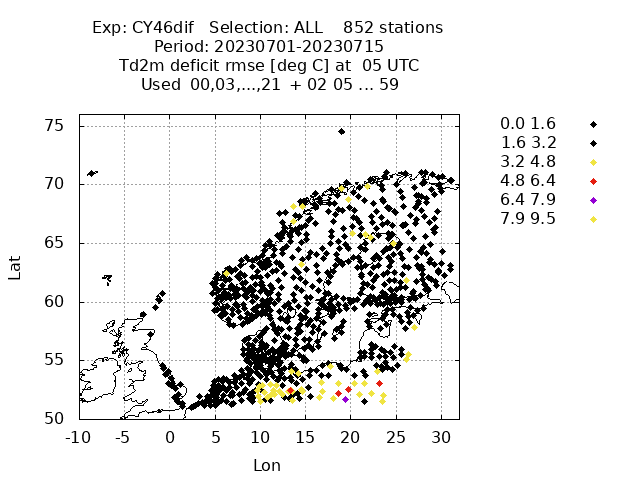 Exp: CY46dif   Selection: ALL    852 stations
Period: 20230701-20230715
Td2m deficit rmse [deg C] at  05 UTC
Used  00,03,...,21  + 02 05 ... 59
0.0 1.6
1.6 3.2
3.2 4.8
4.8 6.4
6.4 7.9
7.9 9.5
75
70
65
60
55
50
Lat
-10 -5 0 5 10 15 20 25 30
Lon